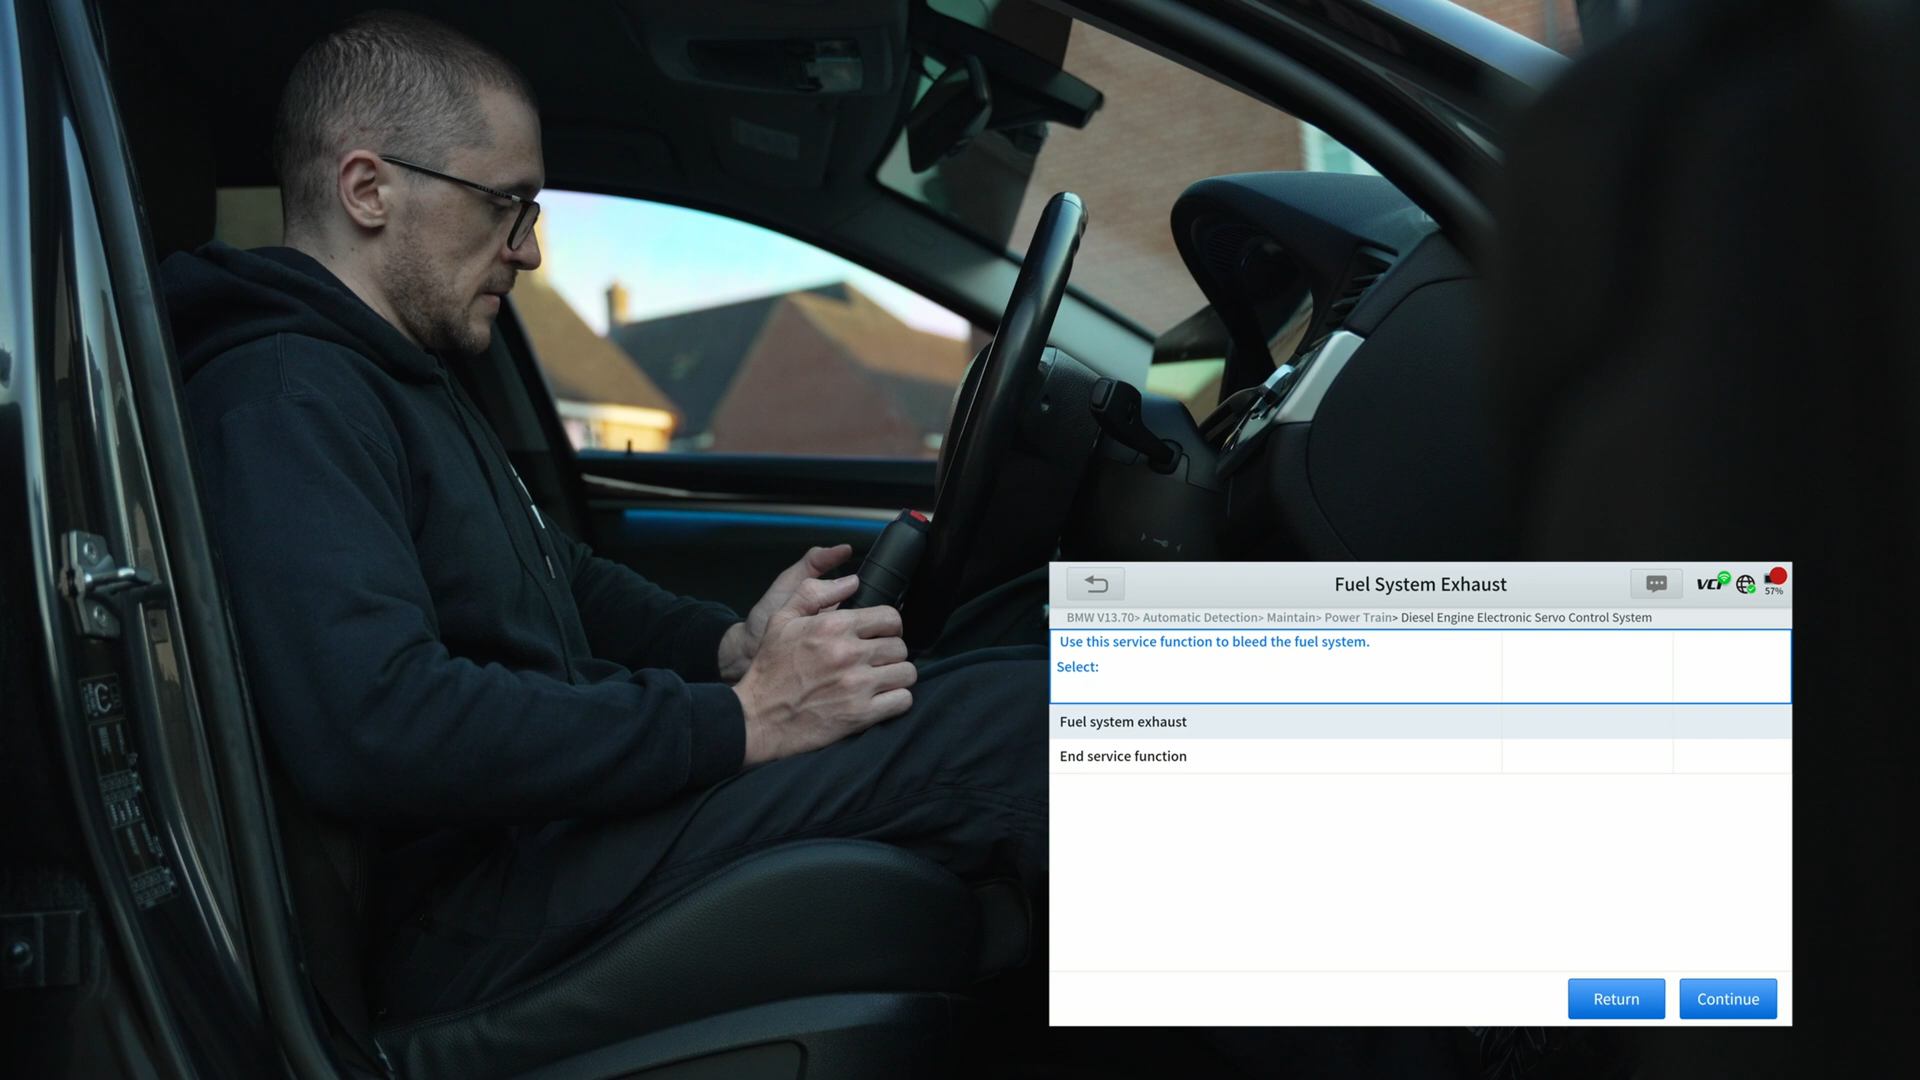 Fuel System Exhaust
VCI
57%
BMW V13.70> Automatic Detection> Maintain> Power Train> Diesel Engine Electronic Servo Control System
Use this service function to bleed the fuel system.
Select:
Fuel system exhaust
End service function
Return
Continue